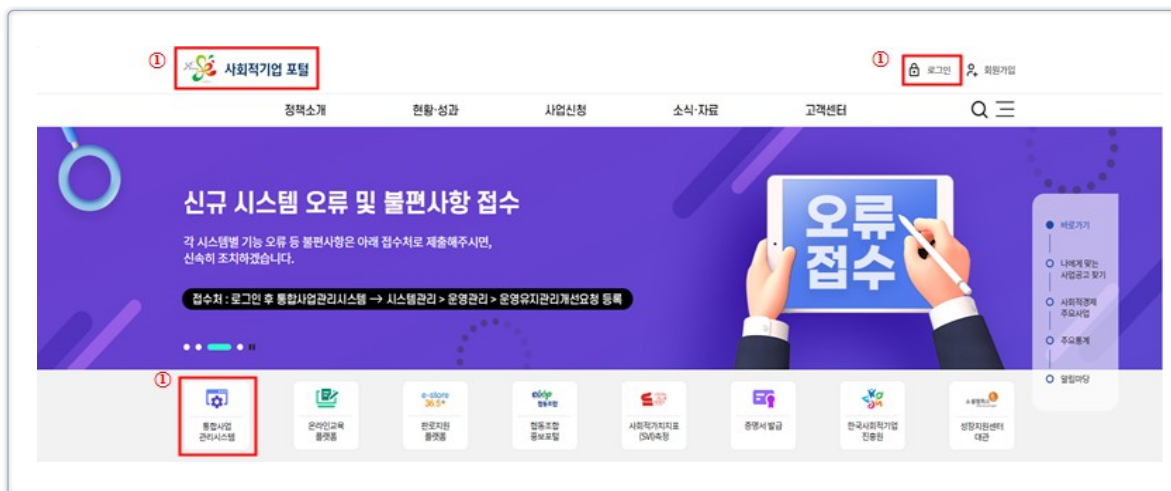 ①
사회적기업 포털
①
로그인
회원가입
정책소개
현황·성과
사업신청
소식·자료
고객센터
신규 시스템 오류 및 불편사항 접수
각 시스템별 기능 오류 등 불편사항은 아래 접수처로 제출해주시면,
신속히 조치하겠습니다.
접수처 : 로그인 후 통합사업관리시스템 → 시스템관리 > 운영관리 > 운영유지관리개선요청 등록
오류
접수
바로가기
나에게 맞는
사업공고 찾기
사회적경제
주요사업
주요통계
알림마당
①
통합사업
관리시스템
온라인교육
플랫폼
e-store
36.5+
판로지원
플랫폼
coop
협동조합
협동조합
홍보포털
사회적가치지표
(SVI)측정
증명서 발급
한국사회적기업
진흥원
성장지원센터
대관